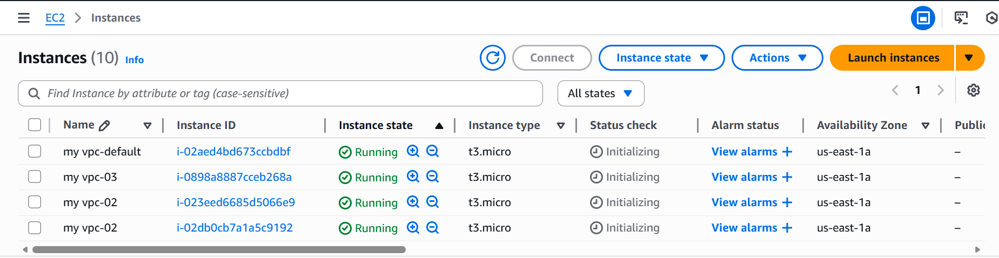 EC2 > Instances
Instances (10) Info Connect Instance state Actions Launch instances
Find Instance by attribute or tag (case-sensitive) All states 1
Name Instance ID Instance state Instance type Status check Alarm status Availability Zone Public
my vpc-default i-02aed4bd673ccbdbf Running t3.micro Initializing View alarms + us-east-1a –
my vpc-03 i-0898a8887cceb268a Running t3.micro Initializing View alarms + us-east-1a –
my vpc-02 i-023eed6685d5066e9 Running t3.micro Initializing View alarms + us-east-1a –
my vpc-02 i-02db0cb7a1a5c9192 Running t3.micro Initializing View alarms + us-east-1a –